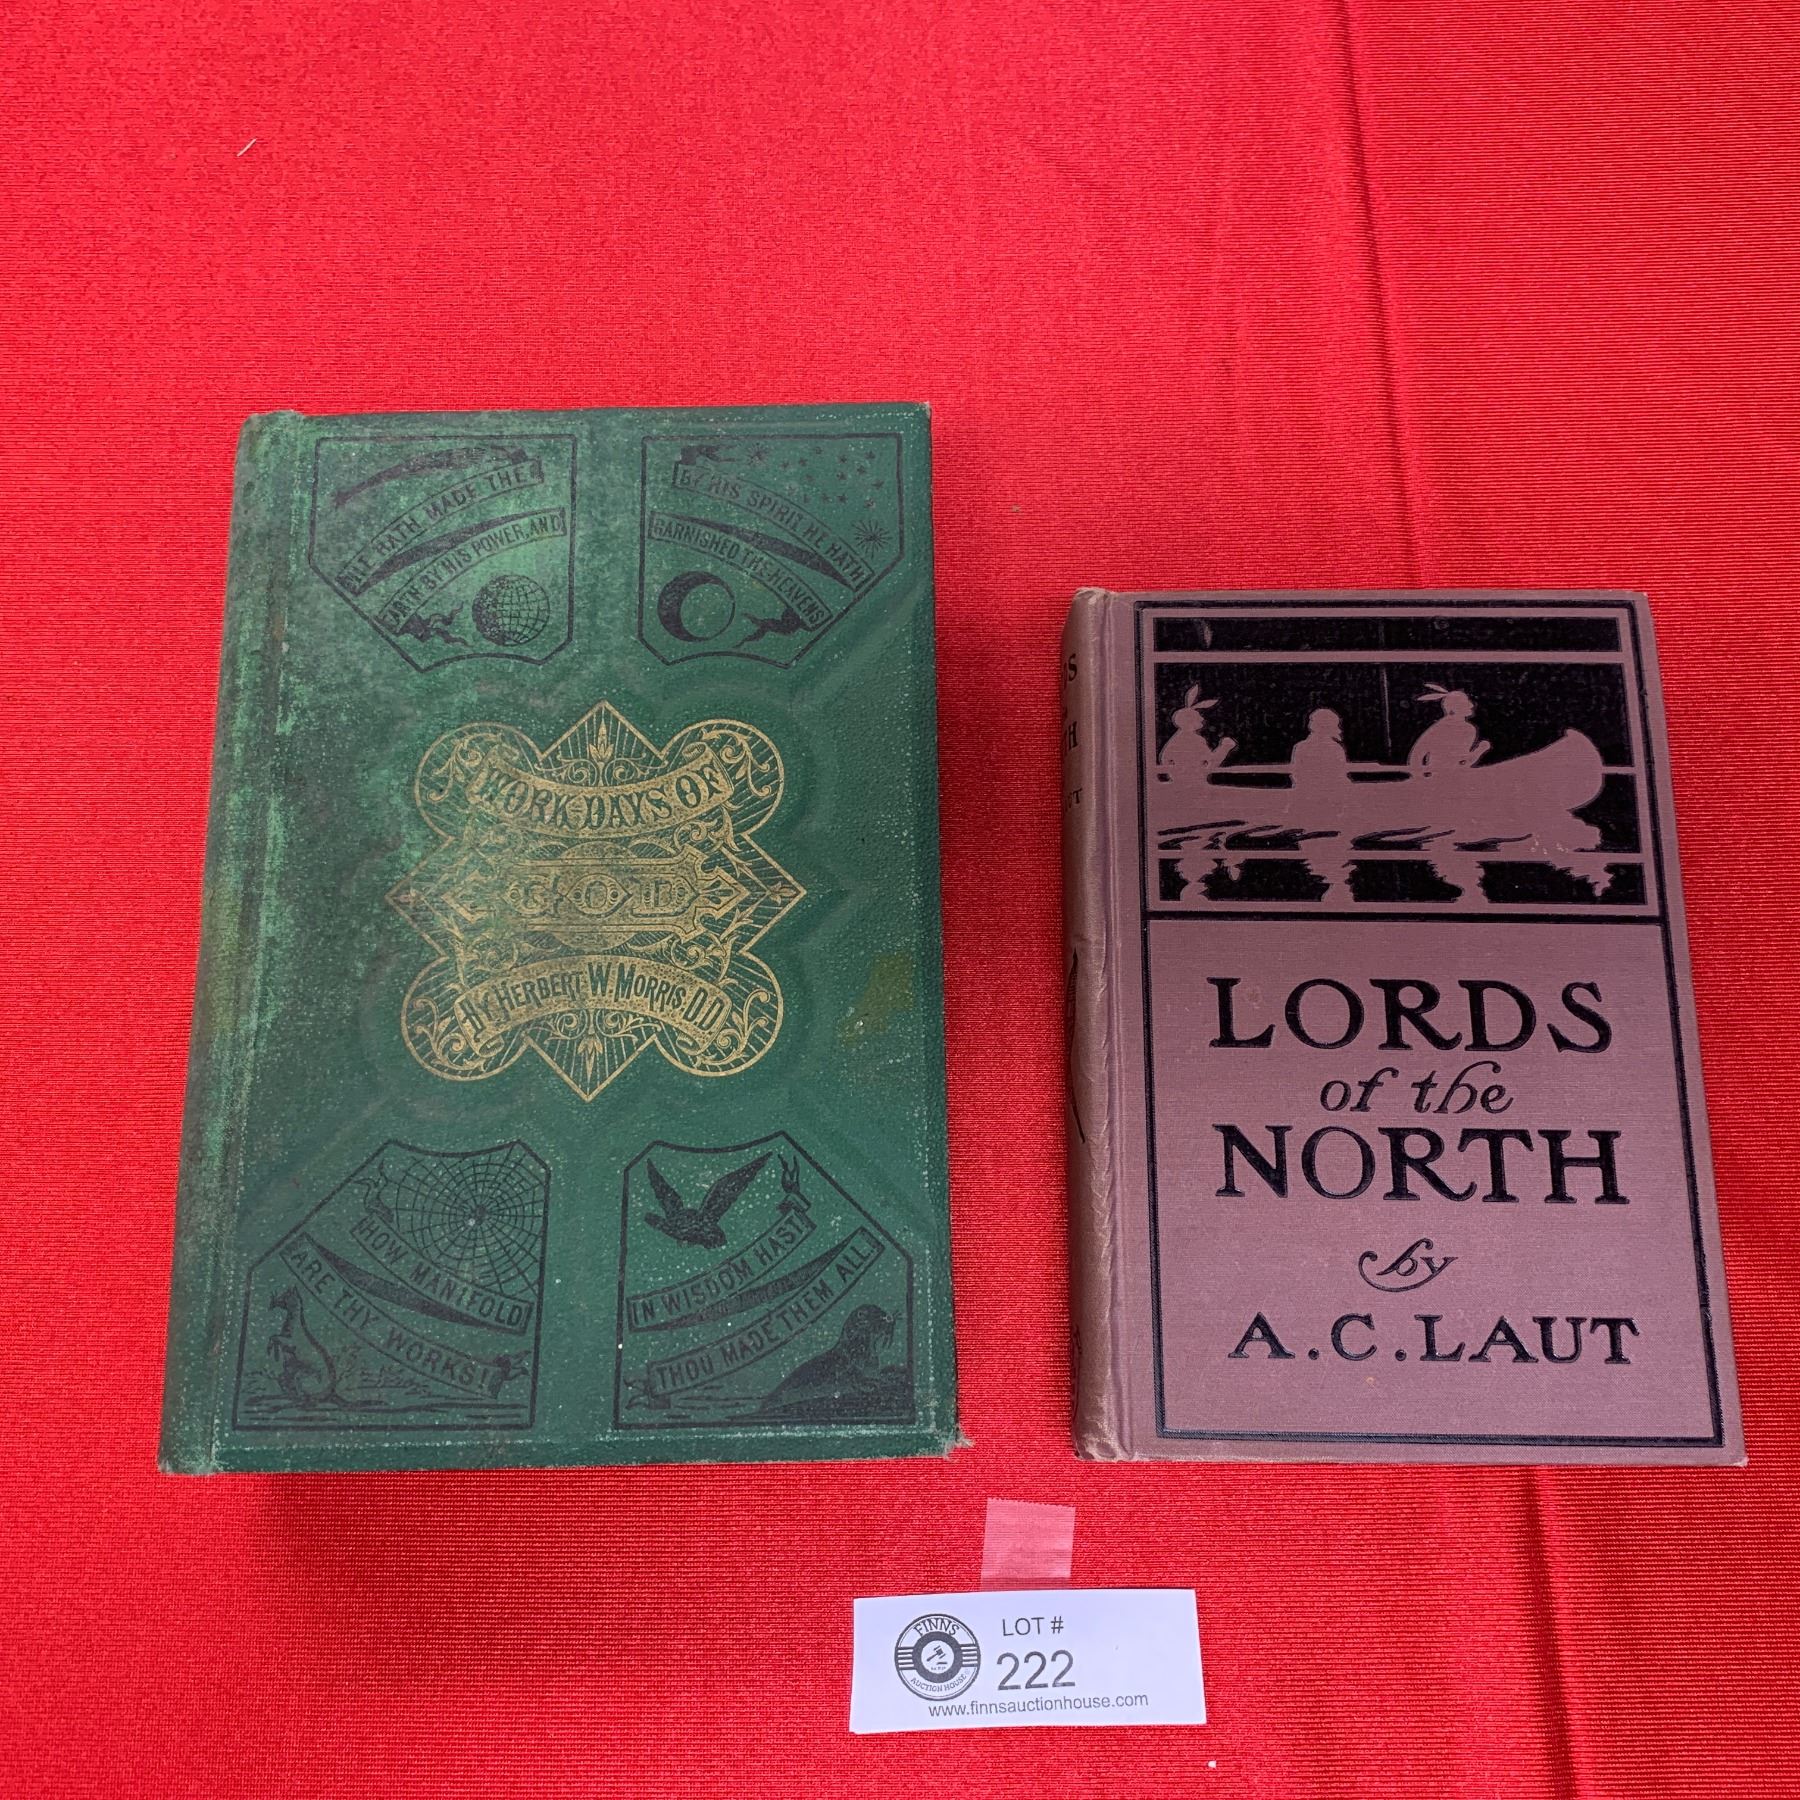 HE HATH MADE THE
EARTH BY HIS POWER, AND
BY HIS SPIRIT HE HATH
GARNISHED THE HEAVENS
WORK-DAYS OF
GOD
BY HERBERT W. MORRIS, D.D.
HOW MANIFOLD
ARE THY WORKS!
IN WISDOM HAST
THOU MADE THEM ALL.
LORDS
of the
NORTH
by
A.C. LAUT
FINNS
AUCTION HOUSE
LOT #
222
www.finnsauctionhouse.com